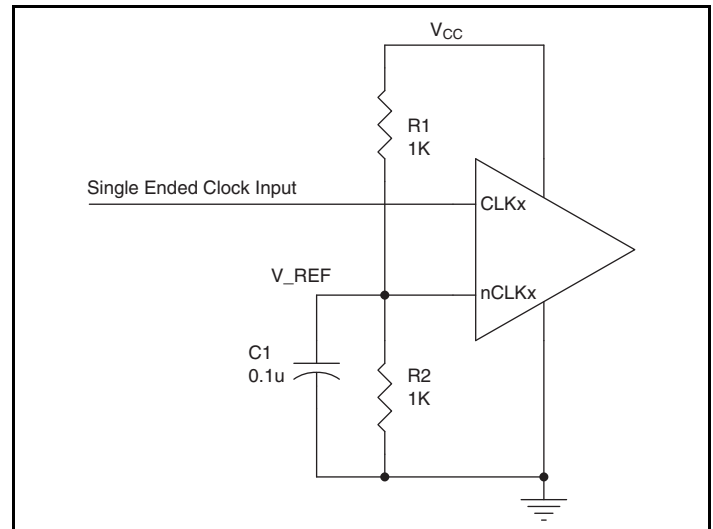 VCC
R1
1K
Single Ended Clock Input
CLKx
V_REF
nCLKx
C1
0.1u
R2
1K